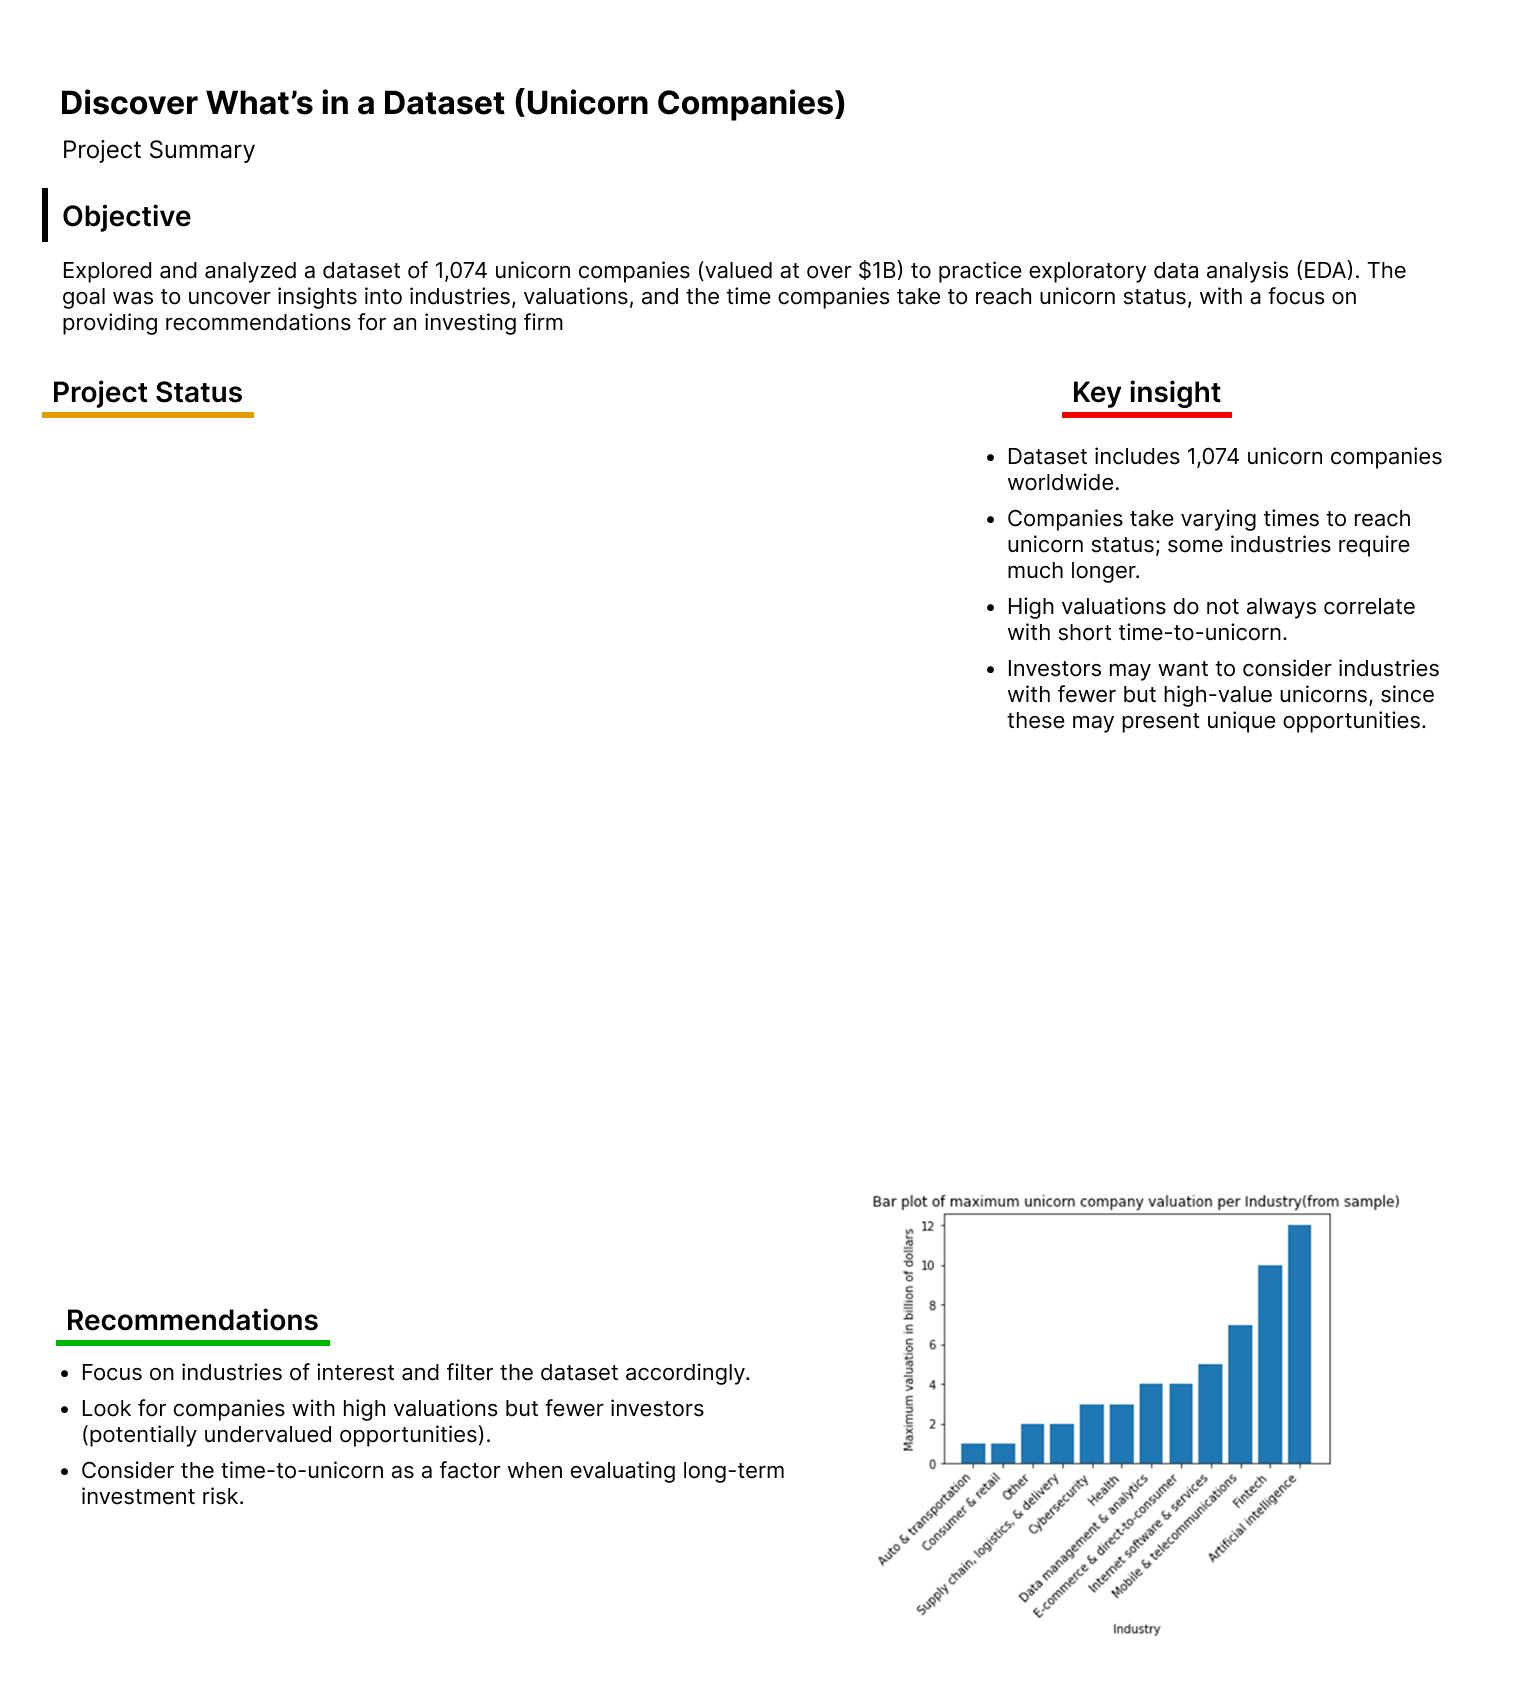 Discover What’s in a Dataset (Unicorn Companies)
Project Summary
Objective
Explored and analyzed a dataset of 1,074 unicorn companies (valued at over $1B) to practice exploratory data analysis (EDA). The
goal was to uncover insights into industries, valuations, and the time companies take to reach unicorn status, with a focus on
providing recommendations for an investing firm
Project Status
Key insight
• Dataset includes 1,074 unicorn companies
worldwide.
• Companies take varying times to reach
unicorn status; some industries require
much longer.
• High valuations do not always correlate
with short time-to-unicorn.
• Investors may want to consider industries
with fewer but high-value unicorns, since
these may present unique opportunities.
Recommendations
• Focus on industries of interest and filter the dataset accordingly.
• Look for companies with high valuations but fewer investors
(potentially undervalued opportunities).
• Consider the time-to-unicorn as a factor when evaluating long-term
investment risk.
Bar plot of maximum unicorn company valuation per Industry(from sample)
Maximum valuation in billion of dollars
12
10
8
6
4
2
0
Auto & transportation
Consumer & retail
Other
Supply chain, logistics, & delivery
Cybersecurity
Health
Data management & analytics
E-commerce & direct-to-consumer
Internet software & services
Mobile & telecommunications
Fintech
Artificial intelligence
Industry